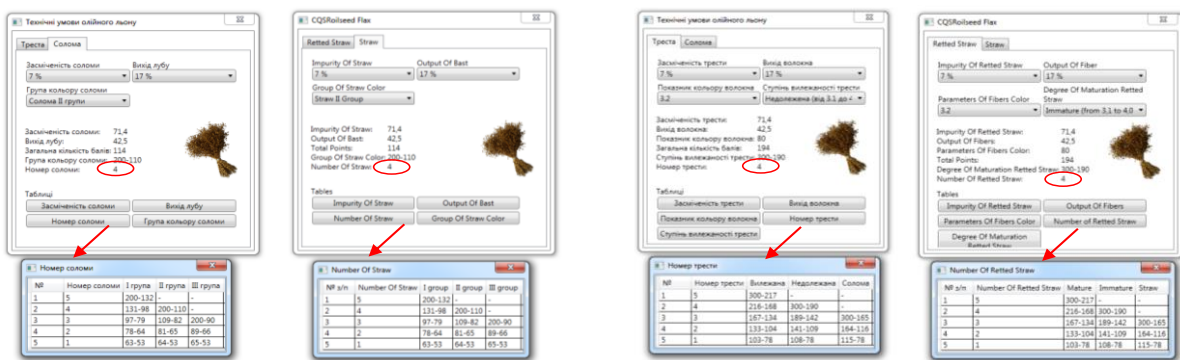 Технічні умови олійного льону
Треста Солома
Засміченість соломи Вихід лубу
7 % 17 %
Група кольору соломи
Солома II групи
Засміченість соломи: 71,4
Вихід лубу: 42,5
Загальна кількість балів: 114
Група кольору соломи: 200-110
Номер соломи: 4
Таблиці
Засміченість соломи Вихід лубу
Номер соломи Група кольору соломи
Номер соломи
№ Номер соломи I група II група III група
1 5 200-132 - -
2 4 131-98 200-110 -
3 3 97-79 109-82 200-90
4 2 78-64 81-65 89-66
5 1 63-53 64-53 65-53
CQSRoilseed Flax
Retted Straw Straw
Impurity Of Straw Output Of Bast
7 % 17 %
Group Of Straw Color
Straw II Group
Impurity Of Straw: 71,4
Output Of Bast: 42,5
Total Points: 114
Group Of Straw Color: 200-110
Number Of Straw: 4
Tables
Impurity Of Straw Output Of Bast
Number Of Straw Group Of Straw Color
Number Of Straw
№ s/n Number Of Straw I group II group III group
1 5 200-132 - -
2 4 131-98 200-110 -
3 3 97-79 109-82 200-90
4 2 78-64 81-65 89-66
5 1 63-53 64-53 65-53
Технічні умови олійного льону
Треста Солома
Засміченість трести Вихід волокна
7 % 17 %
Показник кольору волокна Ступінь вилежаності трести
3.2 Недолежена (від 3.1 до 4
Засміченість трести: 71,4
Вихід волокна: 42,5
Показник кольору волокна: 80
Загальна кількість балів: 194
Ступінь вилежаності трести: 300-190
Номер трести: 4
Таблиці
Засміченість трести Вихід волокна
Показник кольору волокна Номер трести
Ступінь вилежаності трести
Номер трести
№ Номер трести Вилежана Недолежана Солома
1 5 300-217 - -
2 4 216-168 300-190 -
3 3 167-134 189-142 300-165
4 2 133-104 141-109 164-116
5 1 103-78 108-78 115-78
CQSRoilseed Flax
Retted Straw Straw
Impurity Of Retted Straw Output Of Fiber
7 % 17 %
Parameters Of Fibers Color Degree Of Maturation Retted Straw
3.2 Immature (from 3,1 to 4,0
Impurity Of Retted Straw: 71,4
Output Of Fibers: 42,5
Parameters Of Fibers Color: 80
Total Points: 194
Degree Of Maturation Retted Straw: 300-190
Number Of Retted Straw: 4
Tables
Impurity Of Retted Straw Output Of Fibers
Parameters Of Fibers Color Number of Retted Straw
Degree Of Maturation
Retted Straw
Number Of Retted Straw
№ s/n Number Of Retted Straw Mature Immature Straw
1 5 300-217 - -
2 4 216-168 300-190 -
3 3 167-134 189-142 300-165
4 2 133-104 141-109 164-116
5 1 103-78 108-78 115-78